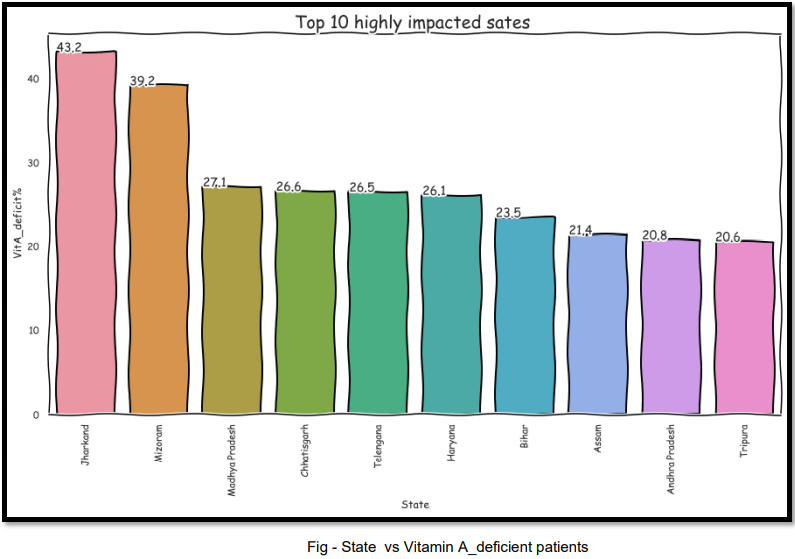 Top 10 highly impacted sates
43.2
39.2
27.1
26.6
26.5
26.1
23.5
21.4
20.8
20.6
40
30
20
10
0
VitA_deficit%
Jharkand
Mizoram
Madhya Pradesh
Chhatisgarh
Telengana
Haryana
Bihar
Assam
Andhra Pradesh
Tripura
State
Fig - State  vs Vitamin A_deficient patients